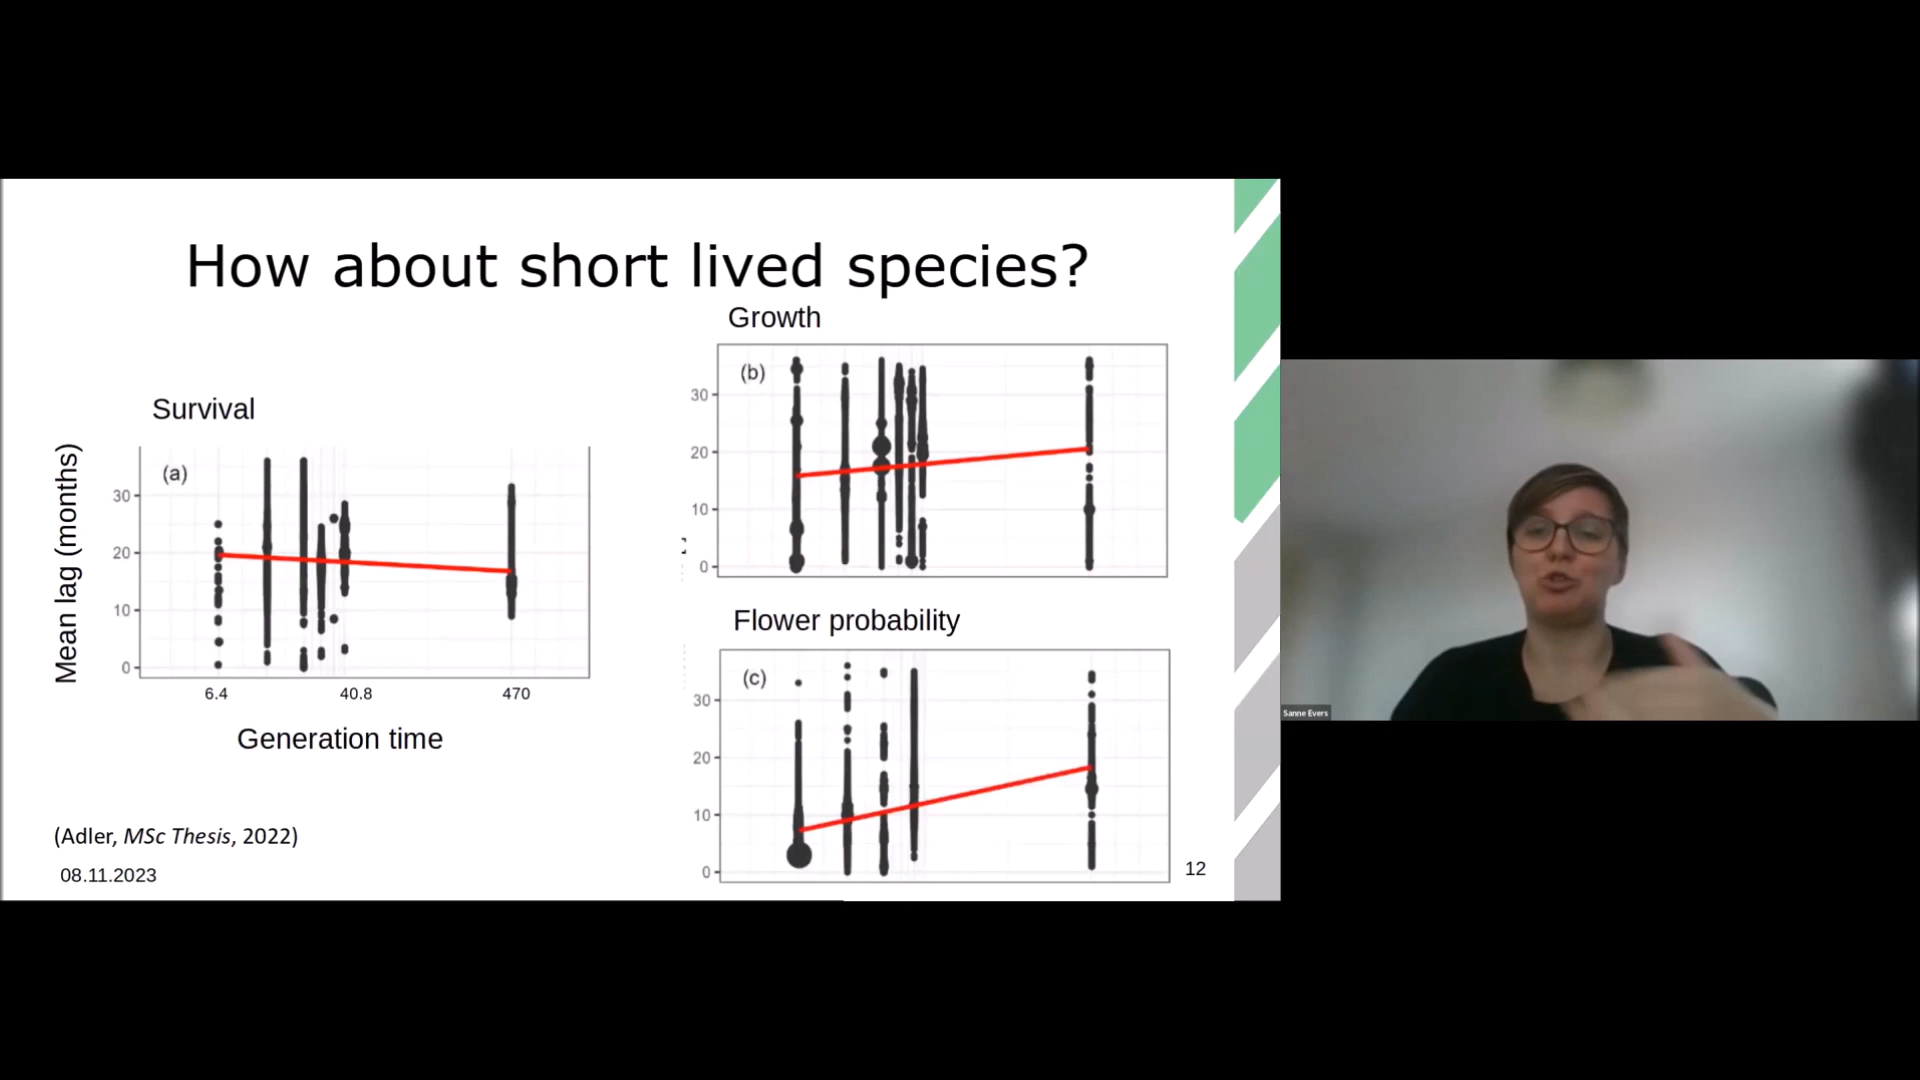 How about short lived species?
Survival
Mean lag (months)
(a)
30
20
10
0
6.4 40.8 470
Generation time
Growth
(b)
30
20
10
0
Flower probability
(c)
30
20
10
0
(Adler, MSc Thesis, 2022)
08.11.2023
12
Sanne Evers